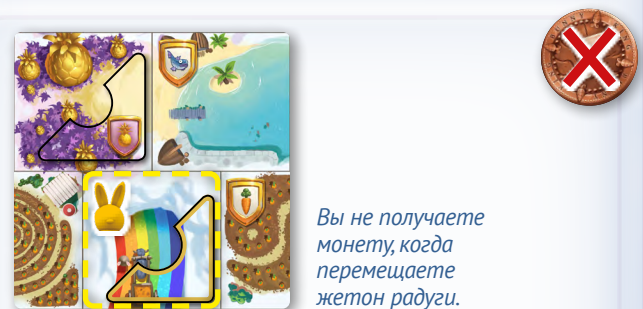 Вы не получаете
монету, когда
перемещаете
жетон радуги.